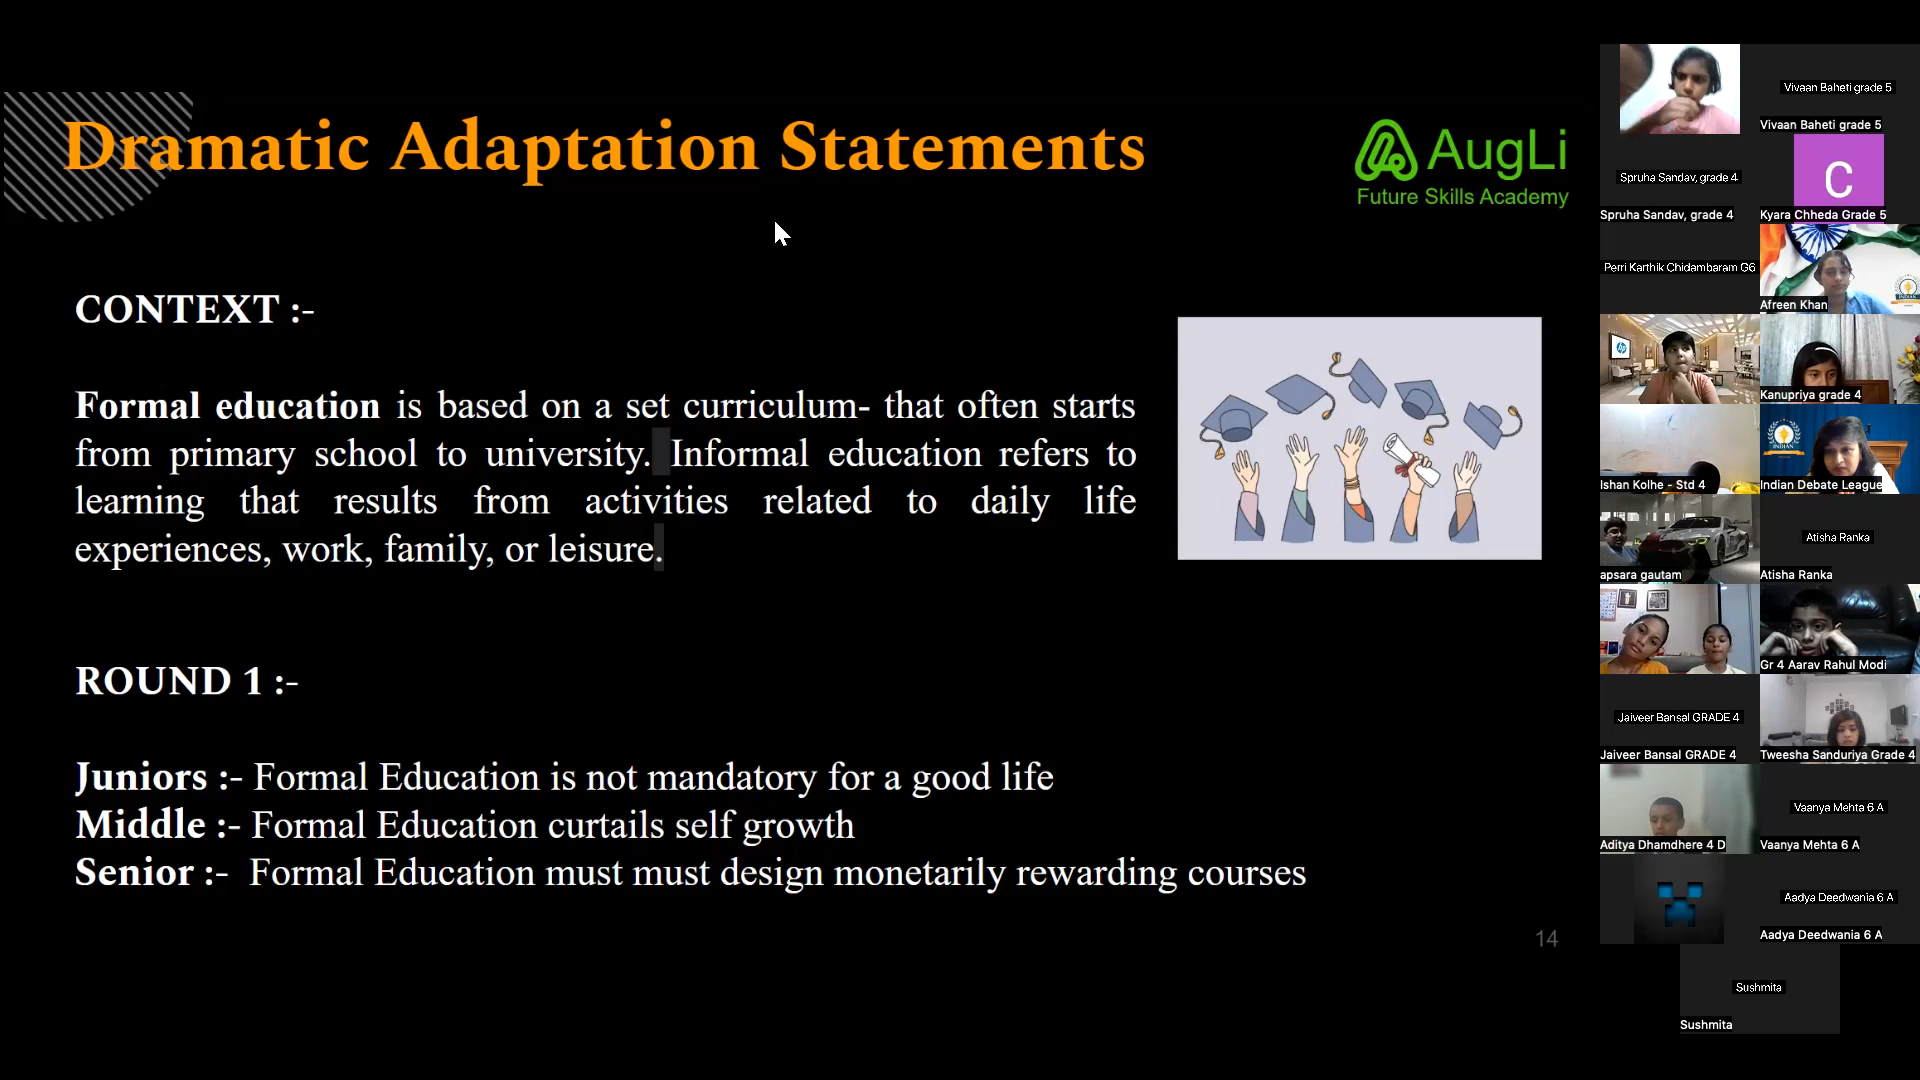 Dramatic Adaptation Statements
AugLi
Future Skills Academy
CONTEXT :-
Formal education is based on a set curriculum- that often starts
from primary school to university. Informal education refers to
learning that results from activities related to daily life
experiences, work, family, or leisure.
ROUND 1 :-
Juniors :- Formal Education is not mandatory for a good life
Middle :- Formal Education curtails self growth
Senior :- Formal Education must must design monetarily rewarding courses
14
Vivaan Baheti grade 5
Vivaan Baheti grade 5
Spruha Sandav, grade 4
Spruha Sandav, grade 4
C
Kyara Chheda Grade 5
Perri Karthik Chidambaram G6
Afreen Khan
hp
Kanupriya grade 4
Ishan Kolhe - Std 4
INDIAN
Indian Debate League
apsara gautam
Atisha Ranka
Atisha Ranka
Gr 4 Aarav Rahul Modi
Jaiveer Bansal GRADE 4
Jaiveer Bansal GRADE 4
Tweesha Sanduriya Grade 4
Aditya Dhamdhere 4 D
Vaanya Mehta 6 A
Vaanya Mehta 6 A
Aadya Deedwania 6 A
Aadya Deedwania 6 A
Sushmita
Sushmita